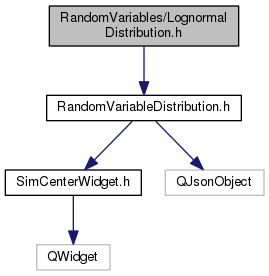 RandomVariables/Lognormal
Distribution.h
RandomVariableDistribution.h
SimCenterWidget.h
QJsonObject
QWidget